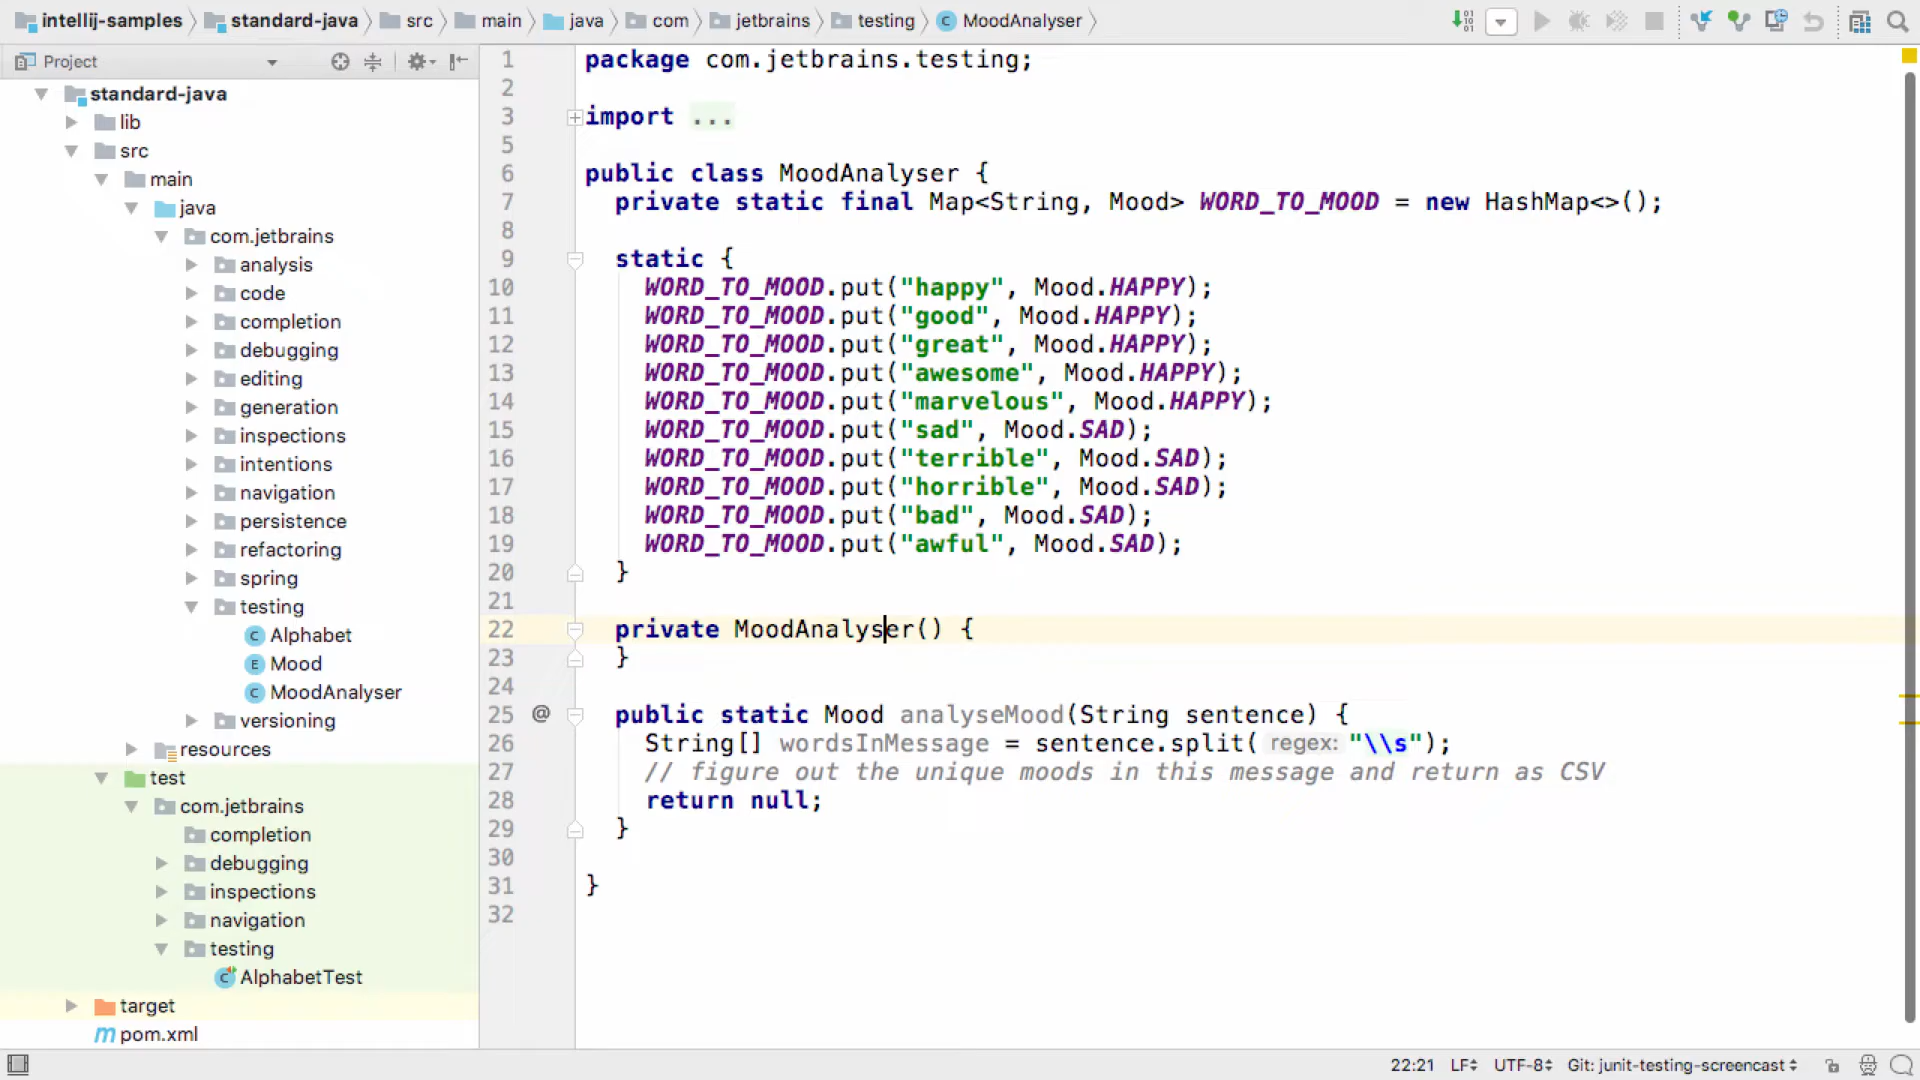 intellij-samples standard-java src main java com jetbrains testing MoodAnalyser
Project
standard-java
lib
src
main
java
com.jetbrains
analysis
code
completion
debugging
editing
generation
inspections
intentions
navigation
persistence
refactoring
spring
testing
Alphabet
Mood
MoodAnalyser
versioning
resources
test
com.jetbrains
completion
debugging
inspections
navigation
testing
AlphabetTest
target
pom.xml
1 package com.jetbrains.testing;
2
3 import ...
5
6 public class MoodAnalyser {
7 private static final Map<String, Mood> WORD_TO_MOOD = new HashMap<>();
8
9 static {
10 WORD_TO_MOOD.put("happy", Mood.HAPPY);
11 WORD_TO_MOOD.put("good", Mood.HAPPY);
12 WORD_TO_MOOD.put("great", Mood.HAPPY);
13 WORD_TO_MOOD.put("awesome", Mood.HAPPY);
14 WORD_TO_MOOD.put("marvelous", Mood.HAPPY);
15 WORD_TO_MOOD.put("sad", Mood.SAD);
16 WORD_TO_MOOD.put("terrible", Mood.SAD);
17 WORD_TO_MOOD.put("horrible", Mood.SAD);
18 WORD_TO_MOOD.put("bad", Mood.SAD);
19 WORD_TO_MOOD.put("awful", Mood.SAD);
20 }
21
22 private MoodAnalyser() {
23 }
24
25 @ public static Mood analyseMood(String sentence) {
26 String[] wordsInMessage = sentence.split( regex: "\\s");
27 // figure out the unique moods in this message and return as CSV
28 return null;
29 }
30
31 }
32
22:21 LF UTF-8 Git: junit-testing-screencast